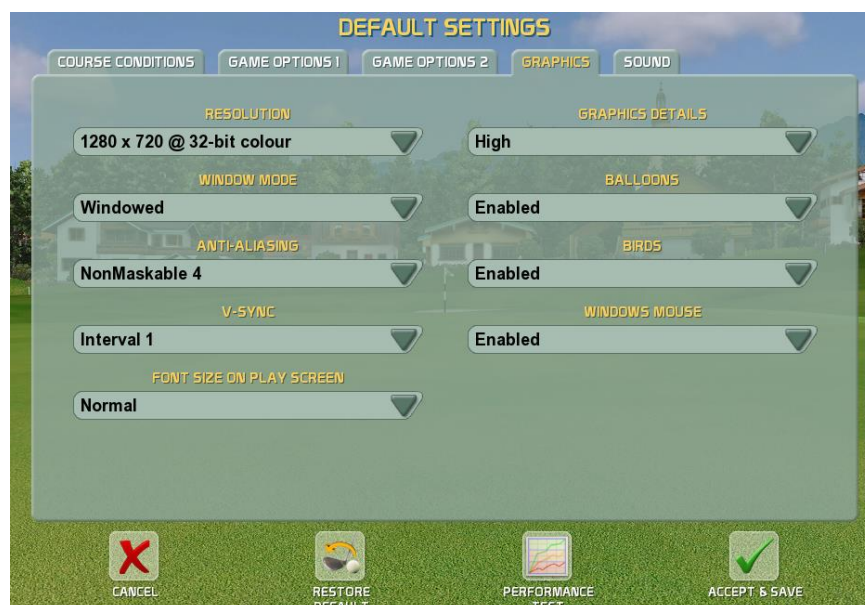 DEFAULT SETTINGS
COURSE CONDITIONS
GAME OPTIONS 1
GAME OPTIONS 2
GRAPHICS
SOUND
RESOLUTION
1280 x 720 @ 32-bit colour
WINDOW MODE
Windowed
ANTI-ALIASING
NonMaskable 4
V-SYNC
Interval 1
FONT SIZE ON PLAY SCREEN
Normal
GRAPHICS DETAILS
High
BALLOONS
Enabled
BIRDS
Enabled
WINDOWS MOUSE
Enabled
CANCEL
RESTORE
DEFAULT
PERFORMANCE
TEST
ACCEPT & SAVE